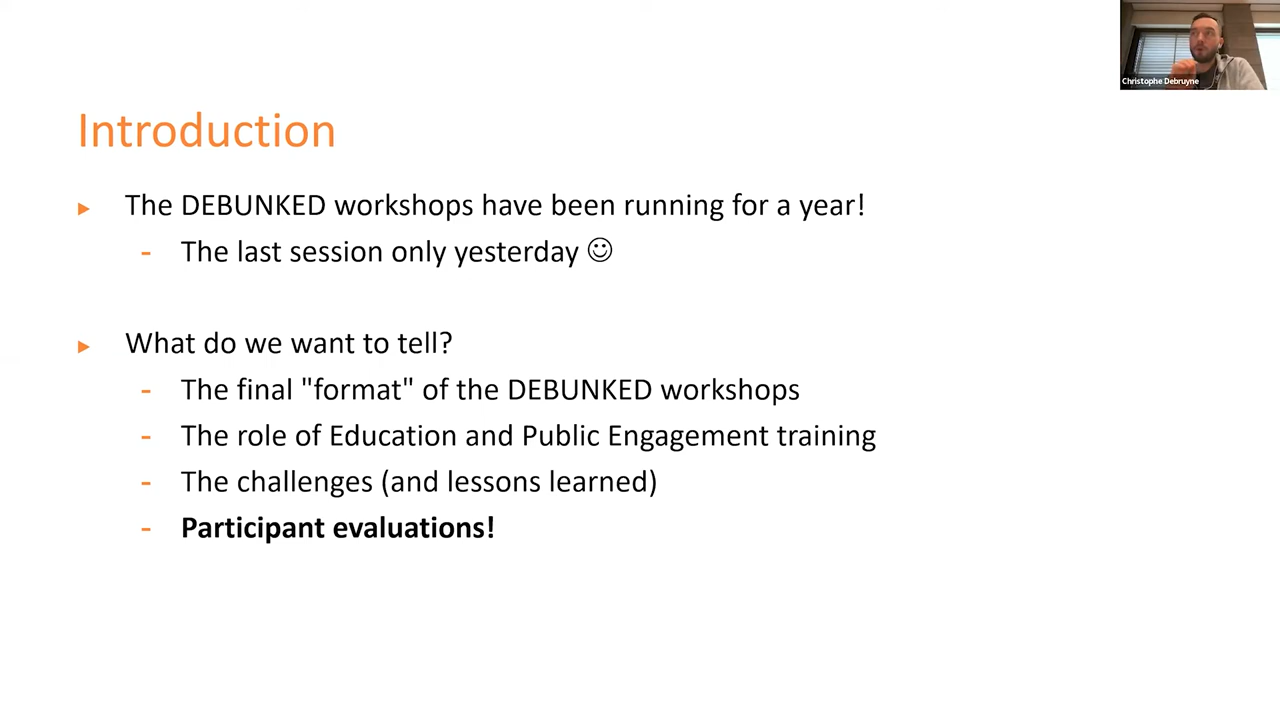 Christophe Debruyne
Introduction
▶ The DEBUNKED workshops have been running for a year!
- The last session only yesterday ☺
▶ What do we want to tell?
- The final "format" of the DEBUNKED workshops
- The role of Education and Public Engagement training
- The challenges (and lessons learned)
- Participant evaluations!